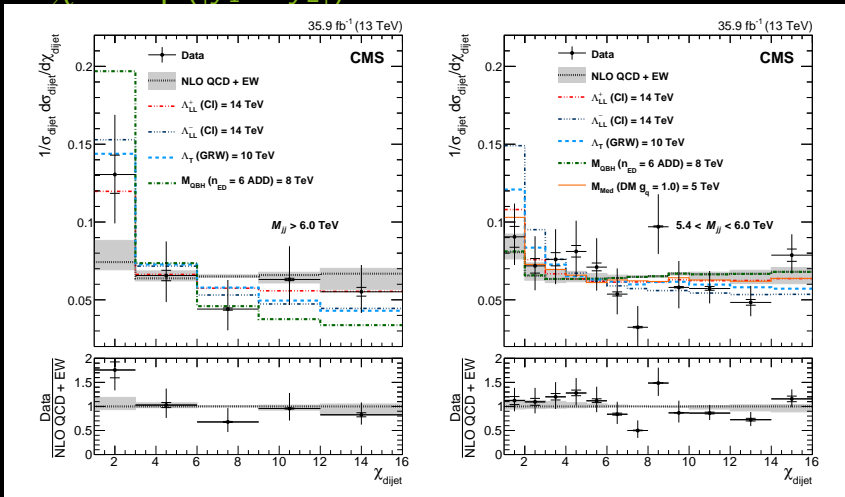 35.9 fb⁻¹ (13 TeV)
CMS
Data
NLO QCD + EW
Λ⁺LL (CI) = 14 TeV
Λ⁻LL (CI) = 14 TeV
ΛT (GRW) = 10 TeV
MQBH (nED = 6 ADD) = 8 TeV
Mjj > 6.0 TeV
1/σdijet dσdijet/dχdijet
0.2
0.15
0.1
0.05
Data
NLO QCD + EW
2
1.5
1
0.5
0
2 4 6 8 10 12 14 16
χdijet
35.9 fb⁻¹ (13 TeV)
CMS
Data
NLO QCD + EW
Λ⁺LL (CI) = 14 TeV
Λ⁻LL (CI) = 14 TeV
ΛT (GRW) = 10 TeV
MQBH (nED = 6 ADD) = 8 TeV
MMed (DM gq = 1.0) = 5 TeV
5.4 < Mjj < 6.0 TeV
1/σdijet dσdijet/dχdijet
0.2
0.15
0.1
0.05
Data
NLO QCD + EW
2
1.5
1
0.5
0
2 4 6 8 10 12 14 16
χdijet